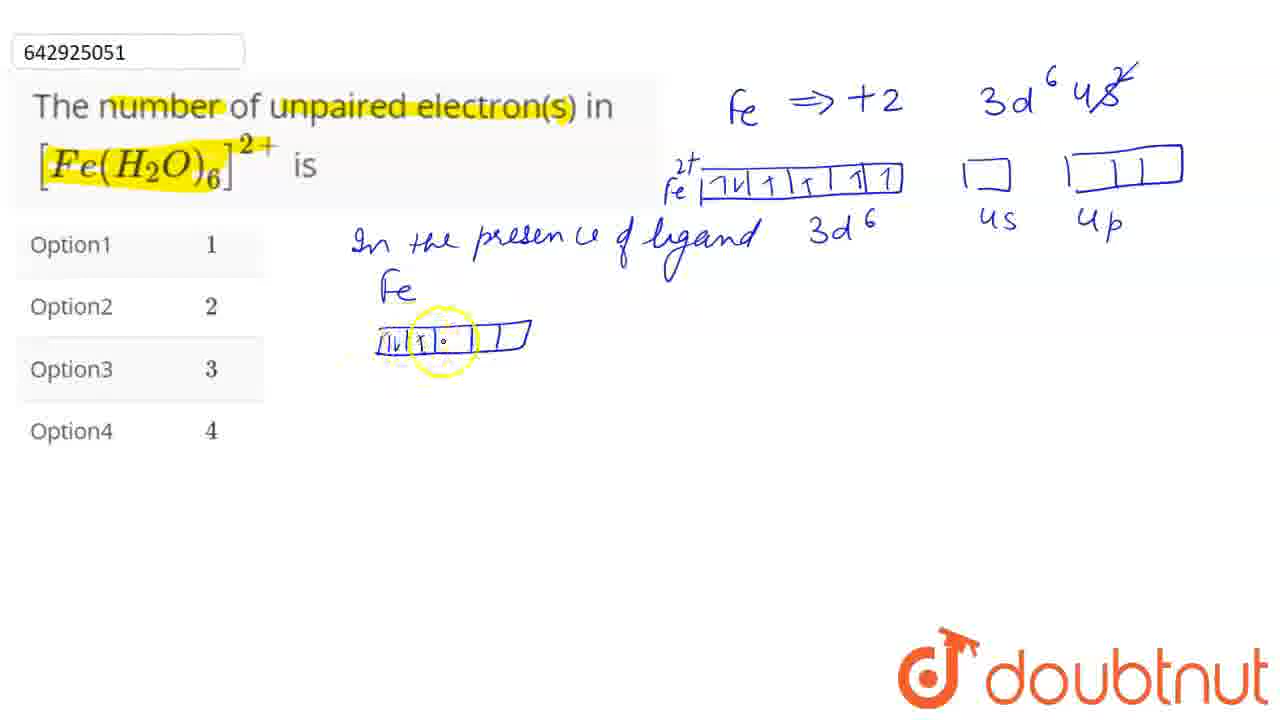 642925051
The number of unpaired electron(s) in
[Fe(H₂O)₆]²⁺ is
Option1 1
Option2 2
Option3 3
Option4 4
Fe ⇒ +2 3d⁶ 4s²
Fe²⁺
3d⁶ 4s 4p
In the presence of ligand
Fe
doubtnut